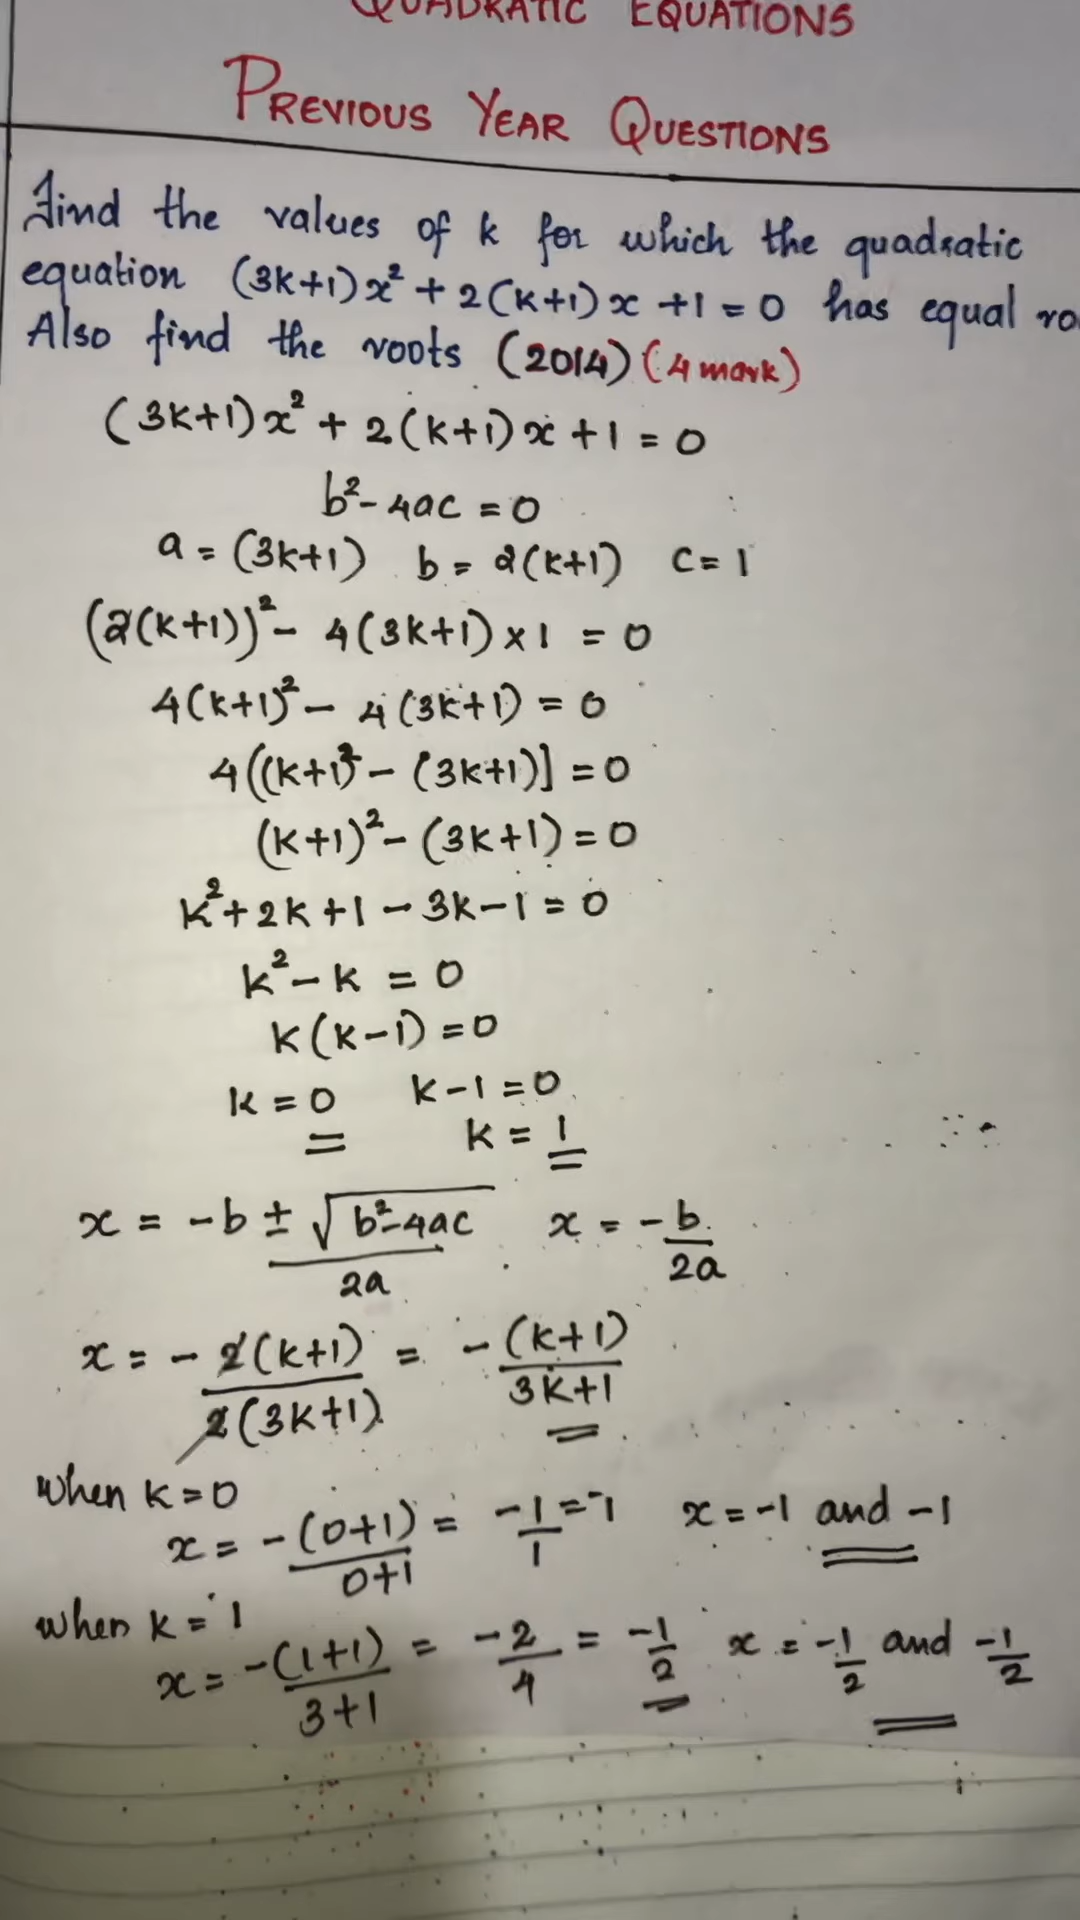 QUADRATIC EQUATIONS
PREVIOUS YEAR QUESTIONS
Find the values of k for which the quadratic
equation (3k+1)x² + 2(k+1)x +1 = 0 has equal ro
Also find the roots (2014) (4 mark)
(3k+1)x² + 2(k+1)x +1 = 0
b²-4ac = 0
a = (3k+1) b = 2(k+1) c = 1
(2(k+1))² - 4(3k+1)×1 = 0
4(k+1)² - 4(3k+1) = 0
4((k+1)² - (3k+1)] = 0
(k+1)² - (3k+1) = 0
k²+2k+1-3k-1 = 0
k²-k = 0
k(k-1) = 0
k = 0 k-1 = 0
k = 1
x = -b ± √b²-4ac / 2a x = -b / 2a
x = -2(k+1) / 2(3k+1) = -(k+1) / 3k+1
when k = 0
x = -(0+1) / 0+1 = -1/1 = -1 x = -1 and -1
when k = 1
x = -(1+1) / 3+1 = -2/4 = -1/2 x = -1/2 and -1/2